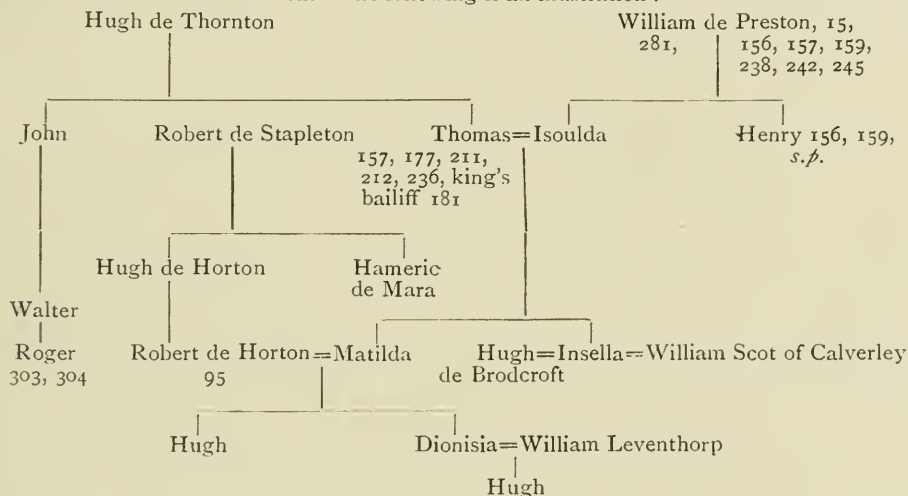 Hugh de Thornton William de Preston, 15,
281, 156, 157, 159,
238, 242, 245
John Robert de Stapleton Thomas=Isoulda Henry 156, 159,
157, 177, 211, s.p.
212, 236, king's
bailiff 181
Hugh de Horton Hameric
de Mara
Walter
Roger Robert de Horton=Matilda Hugh=Insella=William Scot of Calverley
303, 304 95 de Brodcroft
Hugh Dionisia=William Leventhorp
Hugh